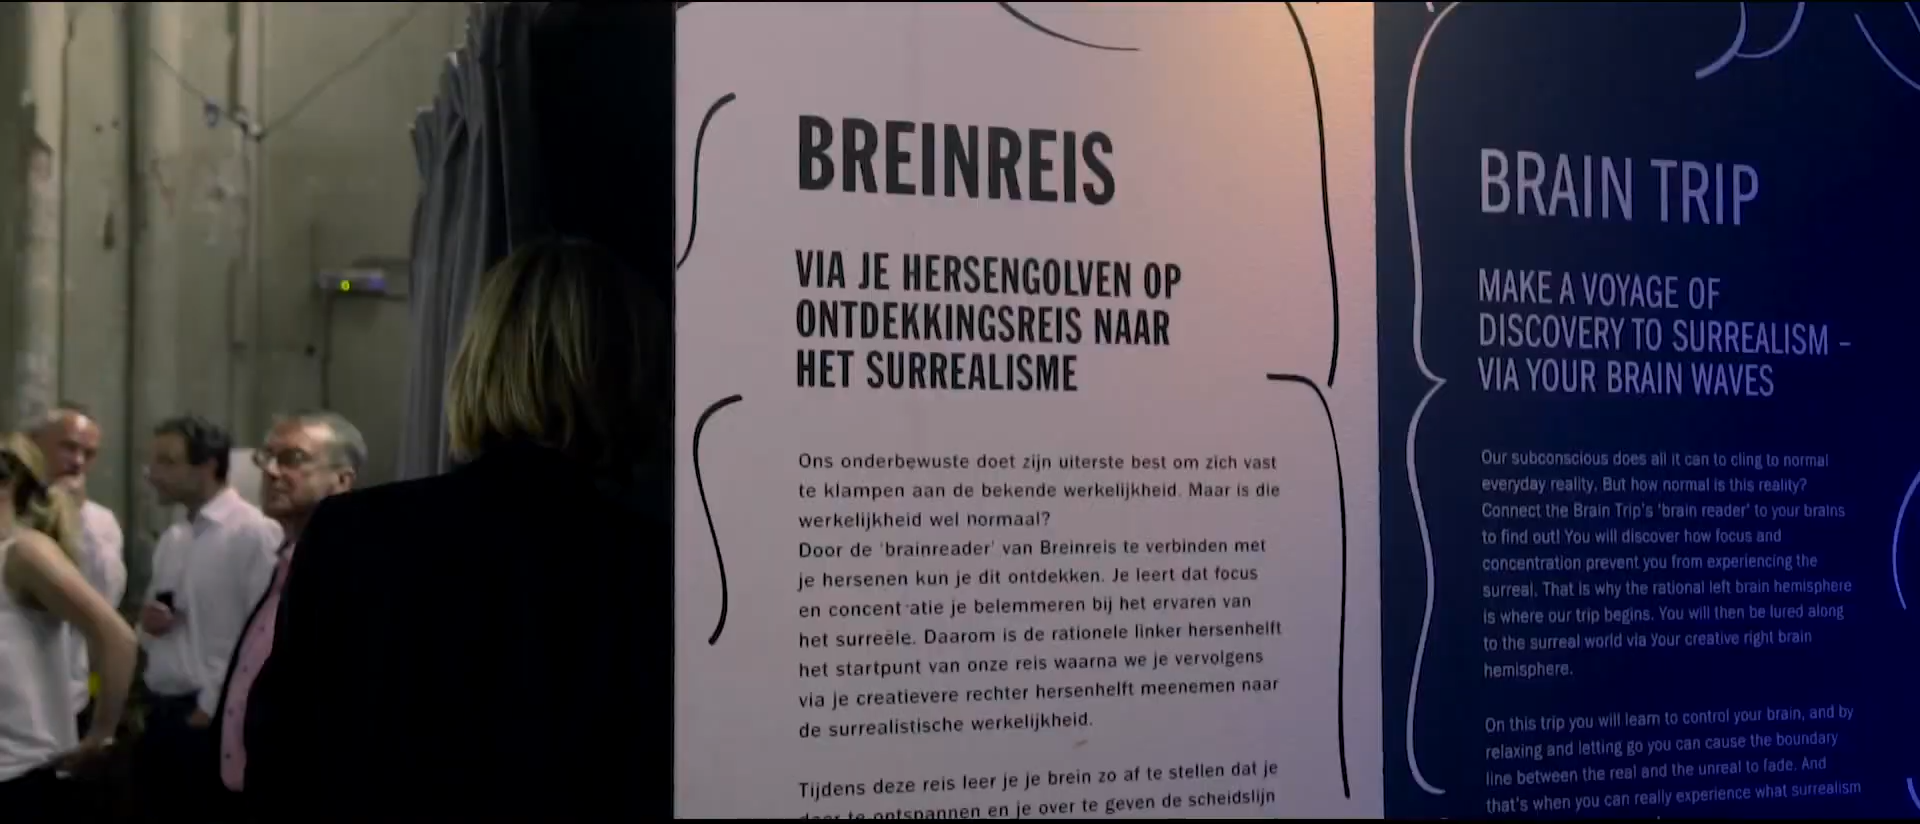 BREINREIS
VIA JE HERSENGOLVEN OP
ONTDEKKINGSREIS NAAR
HET SURREALISME
Ons onderbewuste doet zijn uiterste best om zich vast
te klampen aan de bekende werkelijkheid. Maar is die
werkelijkheid wel normaal?
Door de 'brainreader' van Breinreis te verbinden met
je hersenen kun je dit ontdekken. Je leert dat focus
en concent atie je belemmeren bij het ervaren van
het surreële. Daarom is de rationele linker hersenhelft
het startpunt van onze reis waarna we je vervolgens
via je creatievere rechter hersenhelft meenemen naar
de surrealistische werkelijkheid.
Tijdens deze reis leer je je brein zo af te stellen dat je
door te ontspannen en je over te geven de scheidslijn
BRAIN TRIP
MAKE A VOYAGE OF
DISCOVERY TO SURREALISM –
VIA YOUR BRAIN WAVES
Our subconscious does all it can to cling to normal
everyday reality. But how normal is this reality?
Connect the Brain Trip's 'brain reader' to your brains
to find out! You will discover how focus and
concentration prevent you from experiencing the
surreal. That is why the rational left brain hemisphere
is where our trip begins. You will then be lured along
to the surreal world via Your creative right brain
hemisphere.
On this trip you will learn to control your brain, and by
relaxing and letting go you can cause the boundary
line between the real and the unreal to fade. And
that's when you can really experience what surrealism